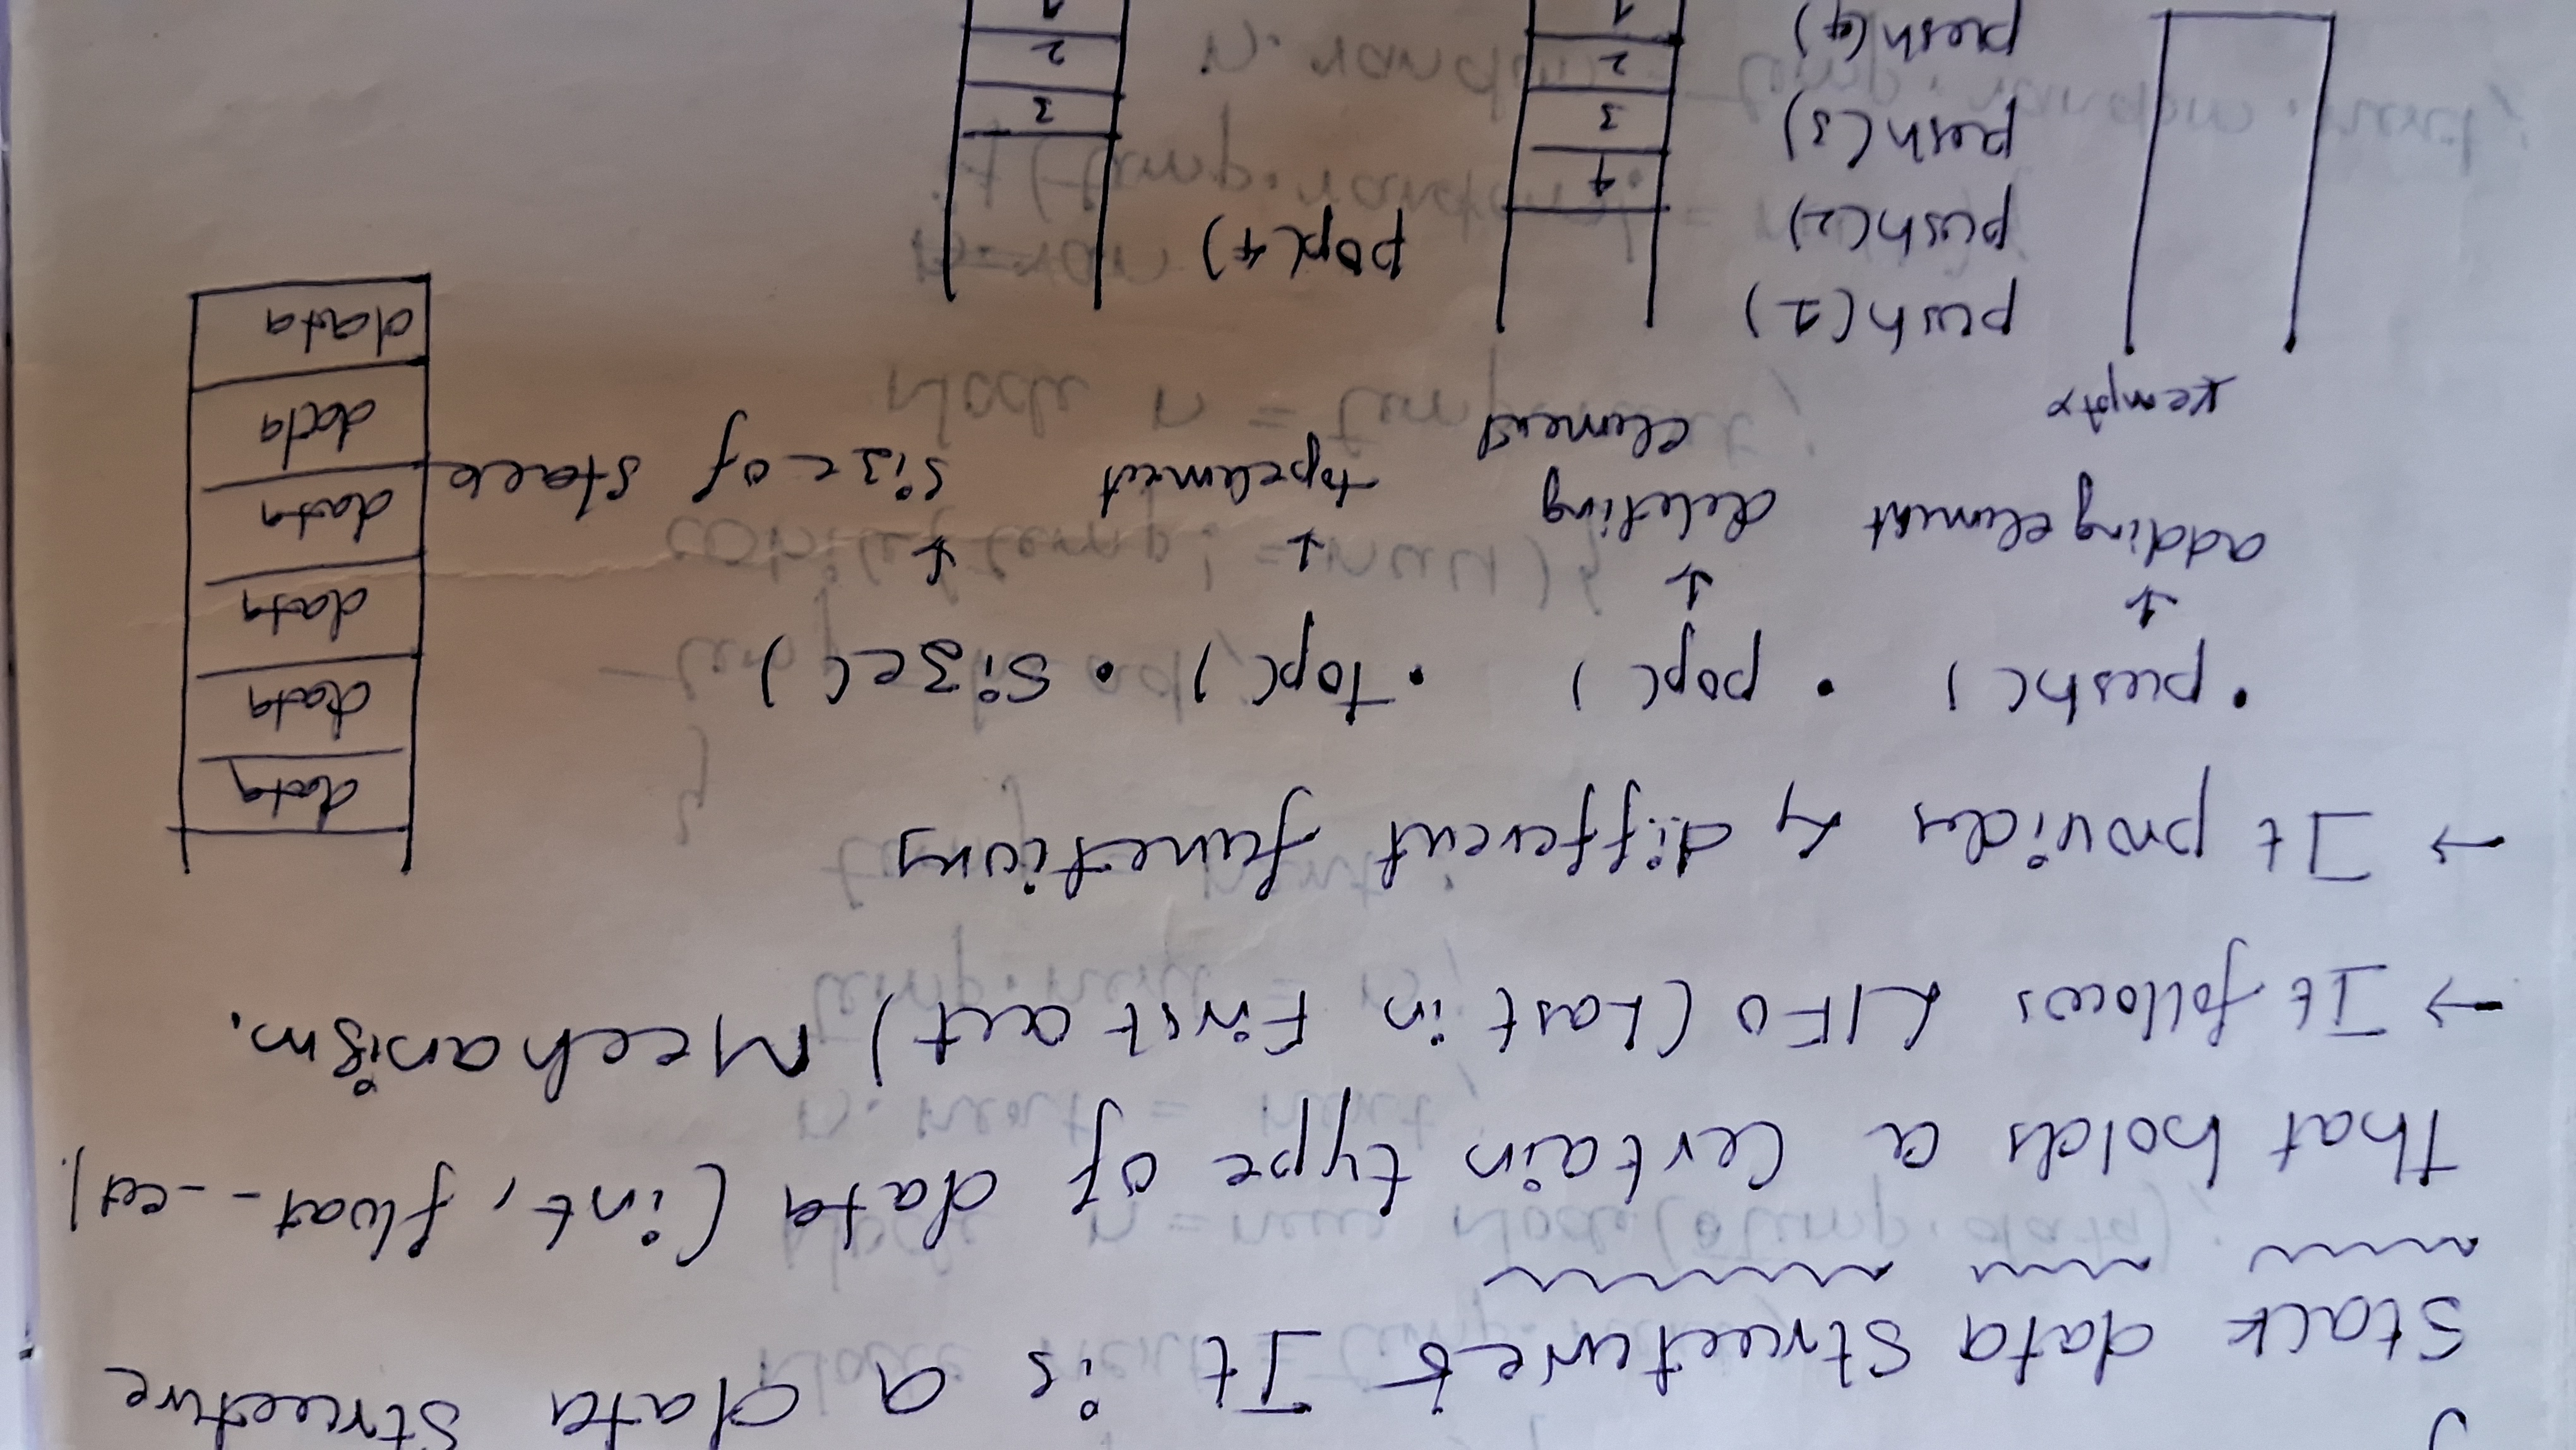 Stack data Structure It is a data Structure
That holds a Certain type of data (int, float--ect).
→ It follows LIFO (Last in First out) Mechanism.
→ It provides 4 different functions
• push( ) • pop( ) • Top( ) • size( )
↓ ↓ ↓ ↓
adding element deleting element topelement size of stack
data
data
data
data
data
data
empty
push(1)
push(2)
push(3)
push(4)
4
3
2
1
pop(4)
3
2
1